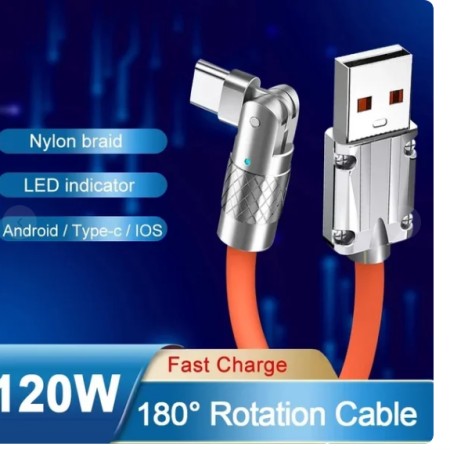 Nylon braid
LED indicator
Android / Type-c / IOS
Fast Charge
120W
180° Rotation Cable